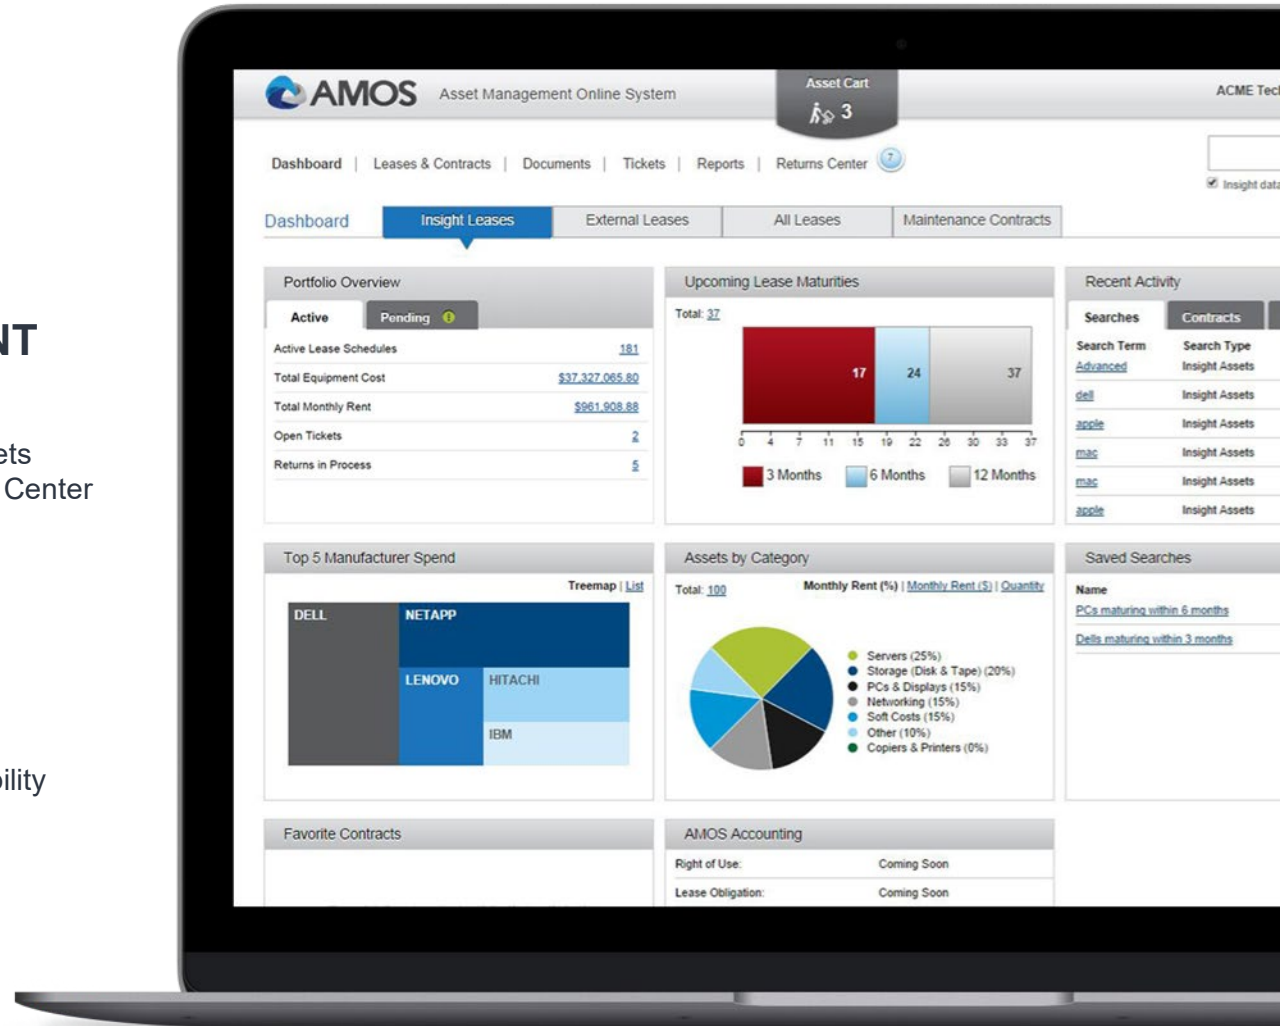 NT
ets
Center
bility
AMOS Asset Management Online System
Asset Cart
3
ACME Tec
Dashboard | Leases & Contracts | Documents | Tickets | Reports | Returns Center 7
Insight data
Dashboard Insight Leases External Leases All Leases Maintenance Contracts
Portfolio Overview
Active Pending
Active Lease Schedules 181
Total Equipment Cost $37,327,065.80
Total Monthly Rent $961,908.88
Open Tickets 2
Returns in Process 5
Upcoming Lease Maturities
Total: 37
17 24 37
0 4 7 11 15 19 22 26 30 33 37
3 Months 6 Months 12 Months
Recent Activity
Searches Contracts
Search Term Search Type
Advanced Insight Assets
dell Insight Assets
apple Insight Assets
mac Insight Assets
mac Insight Assets
apple Insight Assets
Top 5 Manufacturer Spend
Treemap | List
DELL NETAPP
LENOVO HITACHI
IBM
Assets by Category
Total: 100 Monthly Rent (%) | Monthly Rent ($) | Quantity
Servers (25%)
Storage (Disk & Tape) (20%)
PCs & Displays (15%)
Networking (15%)
Soft Costs (15%)
Other (10%)
Copiers & Printers (0%)
Saved Searches
Name
PCs maturing within 6 months
Dells maturing within 3 months
Favorite Contracts
AMOS Accounting
Right of Use: Coming Soon
Lease Obligation: Coming Soon